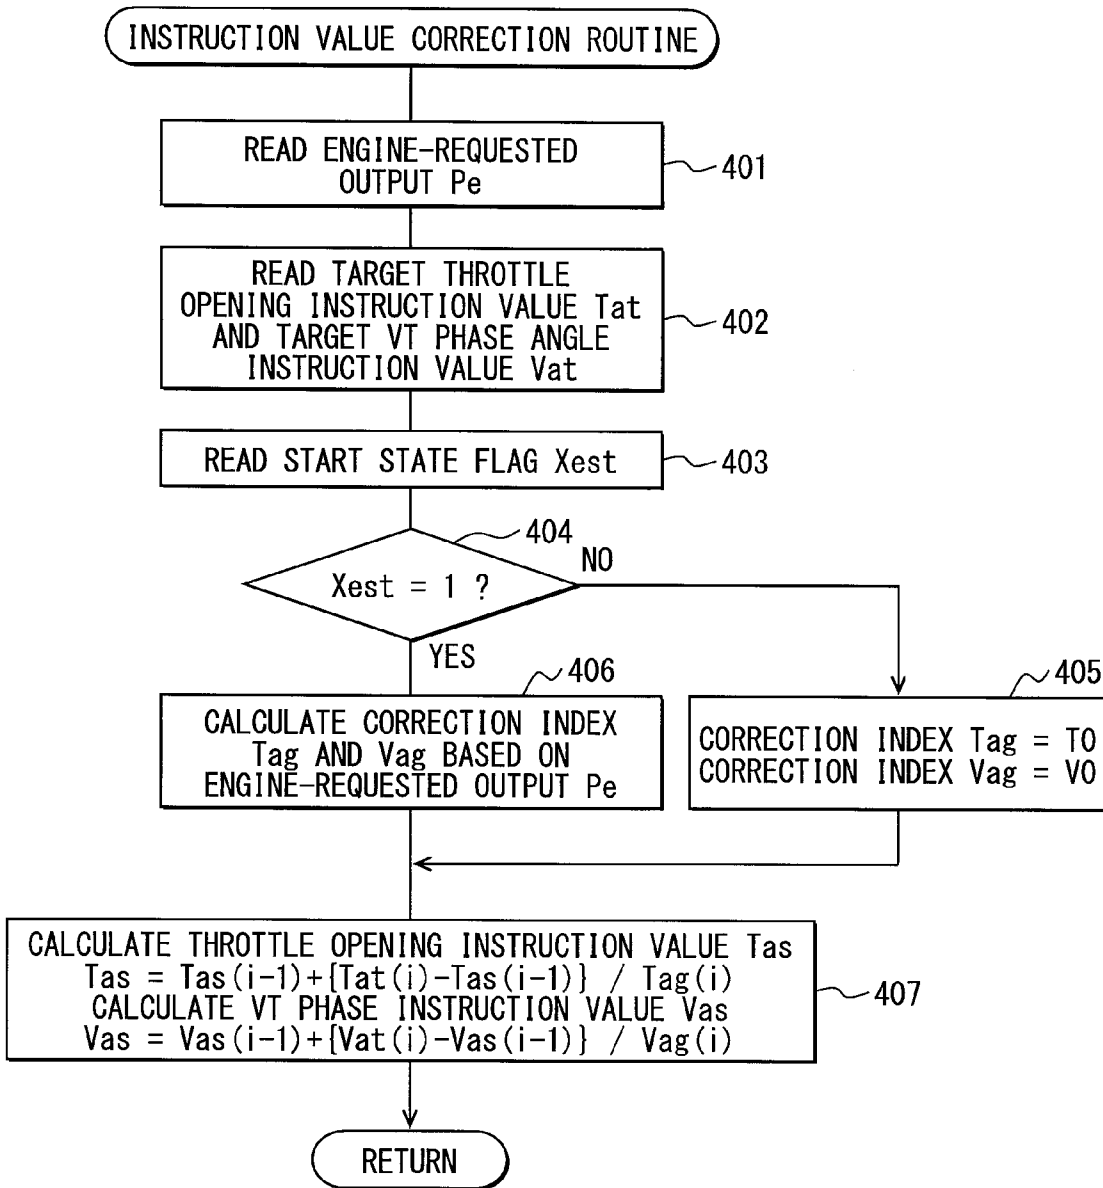 INSTRUCTION VALUE CORRECTION ROUTINE
READ ENGINE-REQUESTED
OUTPUT Pe
401
READ TARGET THROTTLE
OPENING INSTRUCTION VALUE Tat
AND TARGET VT PHASE ANGLE
INSTRUCTION VALUE Vat
402
READ START STATE FLAG Xest
403
404
Xest = 1 ?
NO
YES
406
CALCULATE CORRECTION INDEX
Tag AND Vag BASED ON
ENGINE-REQUESTED OUTPUT Pe
405
CORRECTION INDEX Tag = T0
CORRECTION INDEX Vag = V0
CALCULATE THROTTLE OPENING INSTRUCTION VALUE Tas
Tas = Tas(i-1)+{Tat(i)-Tas(i-1)} / Tag(i)
CALCULATE VT PHASE INSTRUCTION VALUE Vas
Vas = Vas(i-1)+{Vat(i)-Vas(i-1)} / Vag(i)
407
RETURN